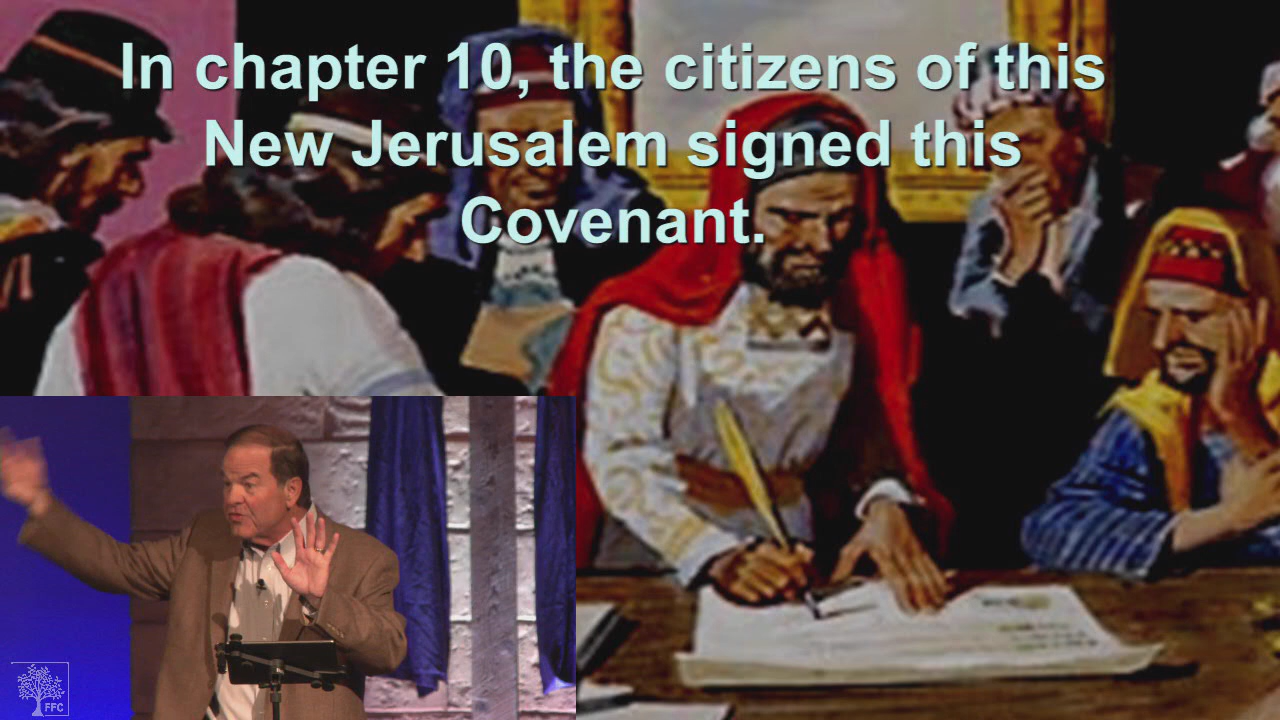 In chapter 10, the citizens of this
New Jerusalem signed this
Covenant.
FFC